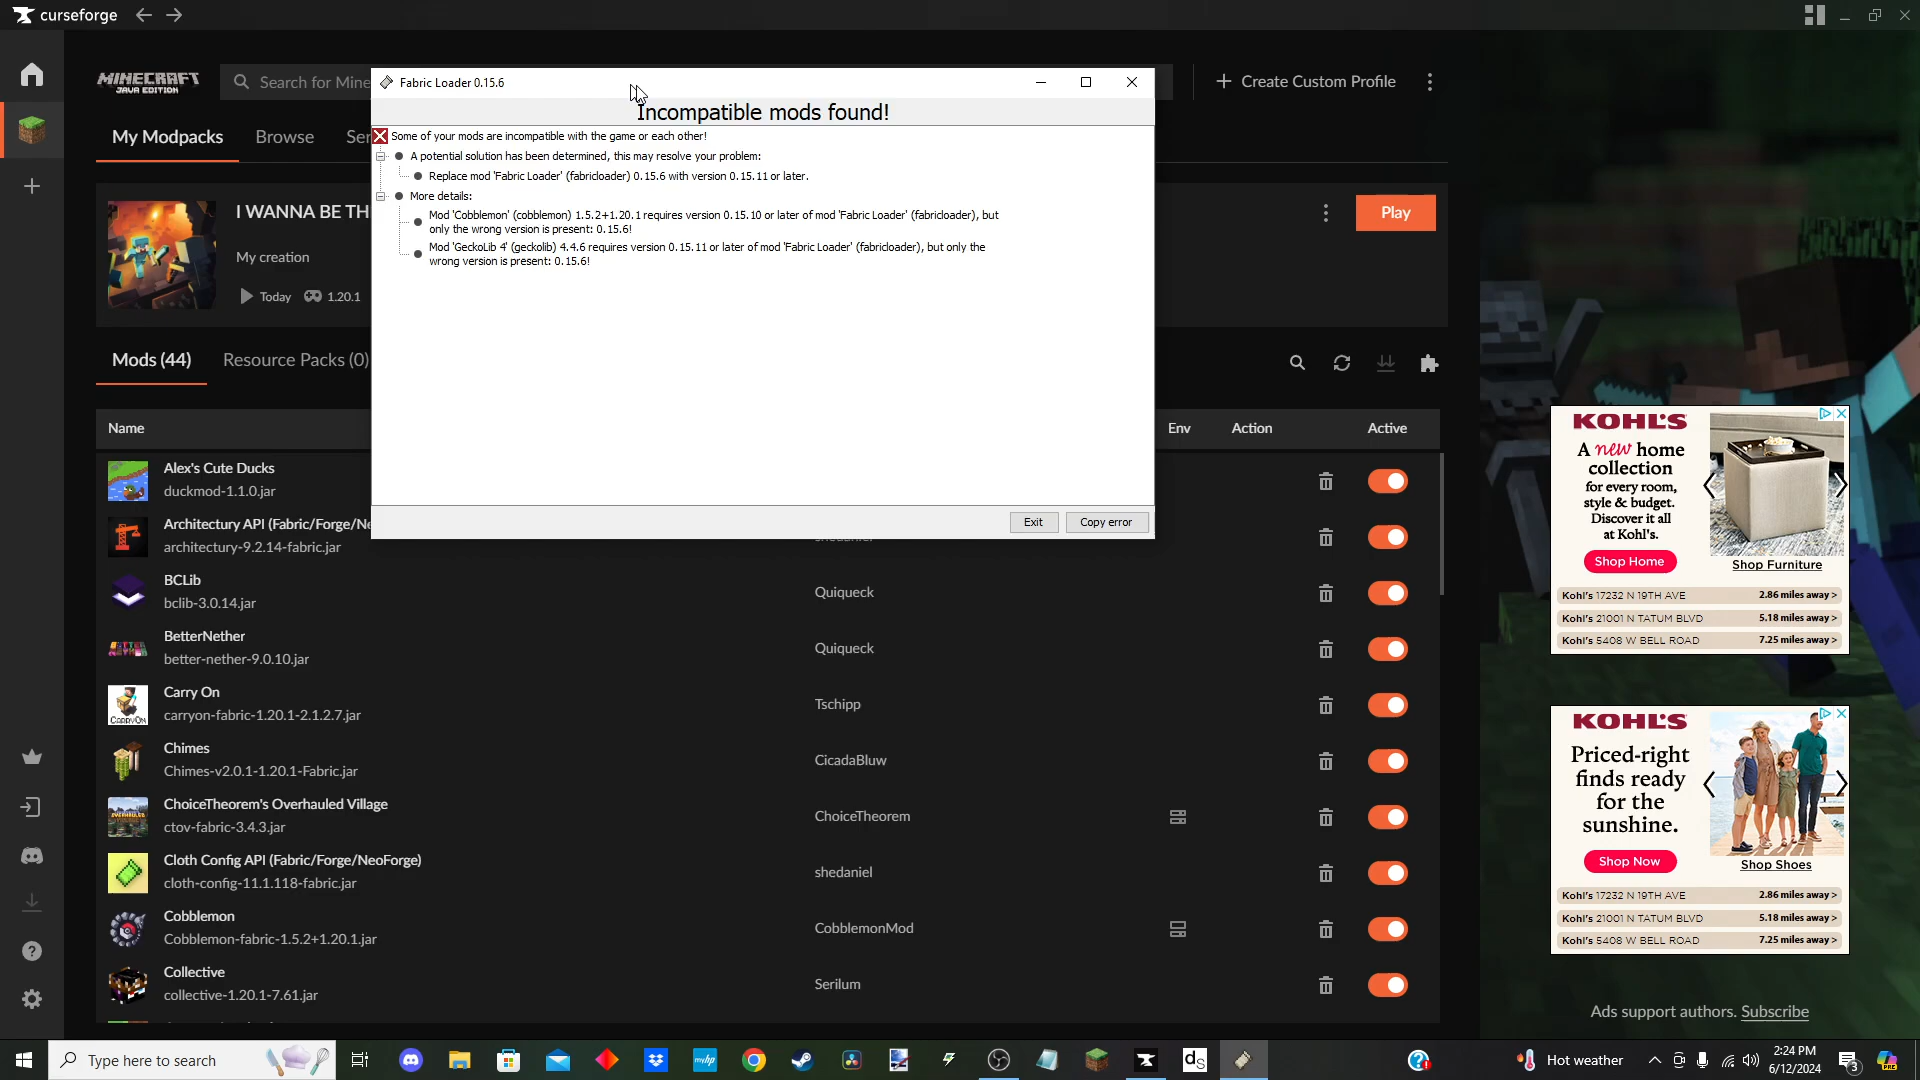 curseforge
MINECRAFT
JAVA EDITION
Search for Mine
Create Custom Profile
My Modpacks
Browse
Ser
Fabric Loader 0.15.6
Incompatible mods found!
Some of your mods are incompatible with the game or each other!
A potential solution has been determined, this may resolve your problem:
Replace mod 'Fabric Loader' (fabricloader) 0.15.6 with version 0.15.11 or later.
More details:
Mod 'Cobblemon' (cobblemon) 1.5.2+1.20.1 requires version 0.15.10 or later of mod 'Fabric Loader' (fabricloader), but
only the wrong version is present: 0.15.6!
Mod 'GeckoLib 4' (geckolib) 4.4.6 requires version 0.15.11 or later of mod 'Fabric Loader' (fabricloader), but only the
wrong version is present: 0.15.6!
Exit
Copy error
I WANNA BE TH
My creation
Today
1.20.1
Play
Mods (44)
Resource Packs (0)
Name
Env
Action
Active
Alex's Cute Ducks
duckmod-1.1.0.jar
Architectury API (Fabric/Forge/Ne
architectury-9.2.14-fabric.jar
BCLib
bclib-3.0.14.jar
Quiqueck
BetterNether
better-nether-9.0.10.jar
Quiqueck
Carry On
carryon-fabric-1.20.1-2.1.2.7.jar
Tschipp
CARRYON
Chimes
Chimes-v2.0.1-1.20.1-Fabric.jar
CicadaBluw
ChoiceTheorem's Overhauled Village
ctov-fabric-3.4.3.jar
ChoiceTheorem
Cloth Config API (Fabric/Forge/NeoForge)
cloth-config-11.1.118-fabric.jar
shedaniel
Cobblemon
Cobblemon-fabric-1.5.2+1.20.1.jar
CobblemonMod
Collective
collective-1.20.1-7.61.jar
Serilum
KOHL'S
A new home
collection
for every room,
style & budget.
Discover it all
at Kohl's.
Shop Home
Shop Furniture
Kohl's 17232 N 19TH AVE 2.86 miles away >
Kohl's 21001 N TATUM BLVD 5.18 miles away >
Kohl's 5408 W BELL ROAD 7.25 miles away >
KOHL'S
Priced-right
finds ready
for the
sunshine.
Shop Now
Shop Shoes
Kohl's 17232 N 19TH AVE 2.86 miles away >
Kohl's 21001 N TATUM BLVD 5.18 miles away >
Kohl's 5408 W BELL ROAD 7.25 miles away >
Ads support authors. Subscribe
Type here to search
myhp
ds
Hot weather
2:24 PM
6/12/2024
3
PRE